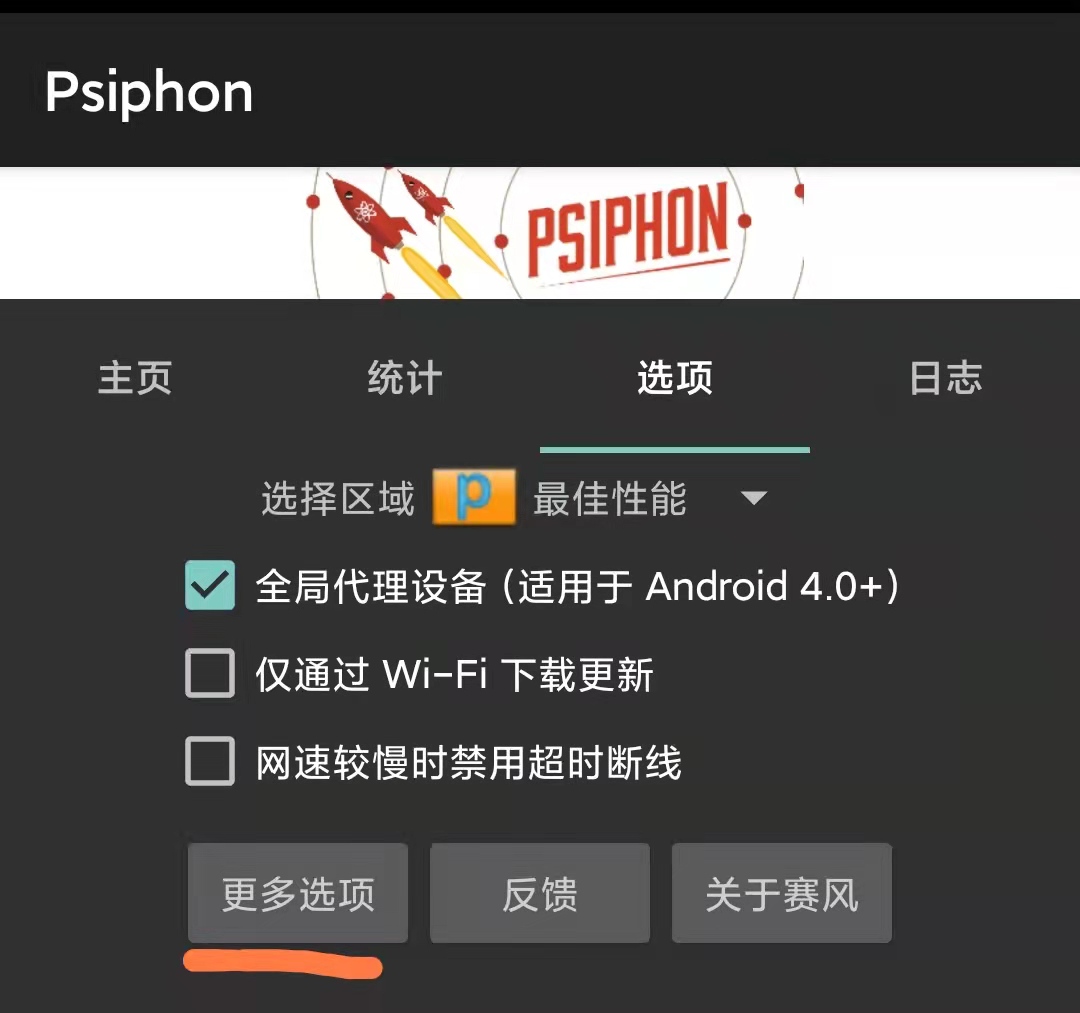 Psiphon
PSIPHON
主页 统计 选项 日志
选择区域 p 最佳性能
全局代理设备（适用于 Android 4.0+）
仅通过 Wi-Fi 下载更新
网速较慢时禁用超时断线
更多选项 反馈 关于赛风